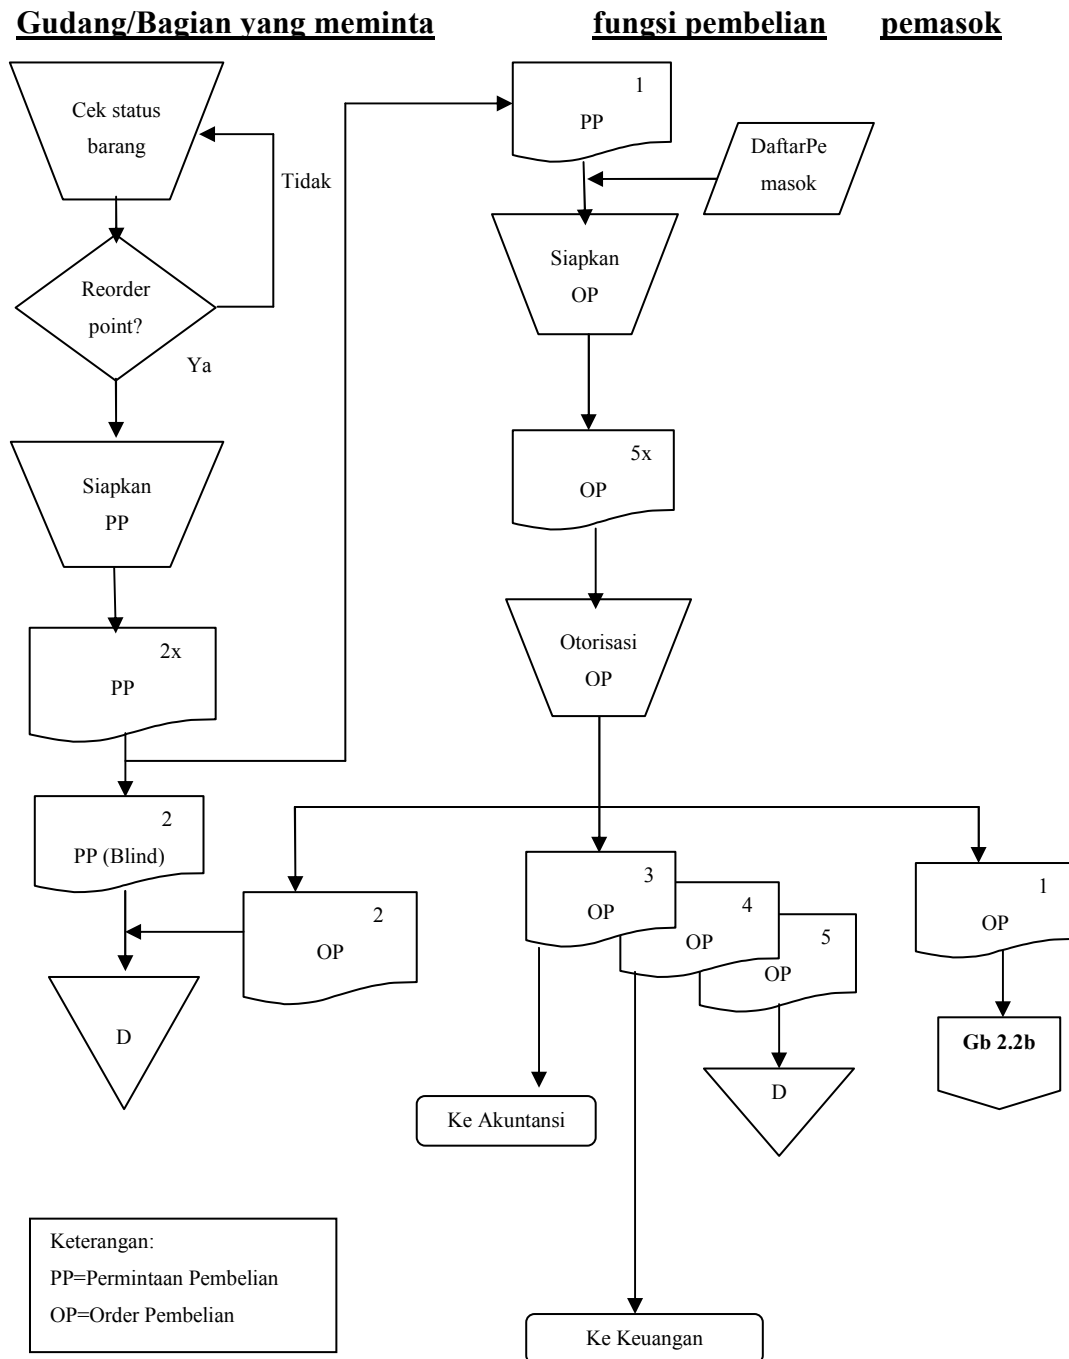 Gudang/Bagian yang meminta
fungsi pembelian
pemasok
Cek status
barang
Tidak
Reorder
point?
Ya
Siapkan
PP
2x
PP
2
PP (Blind)
2
OP
D
1
PP
DaftarPe
masok
Siapkan
OP
5x
OP
Otorisasi
OP
3
OP
4
OP
5
OP
1
OP
Gb 2.2b
D
Ke Akuntansi
Ke Keuangan
Keterangan:
PP=Permintaan Pembelian
OP=Order Pembelian